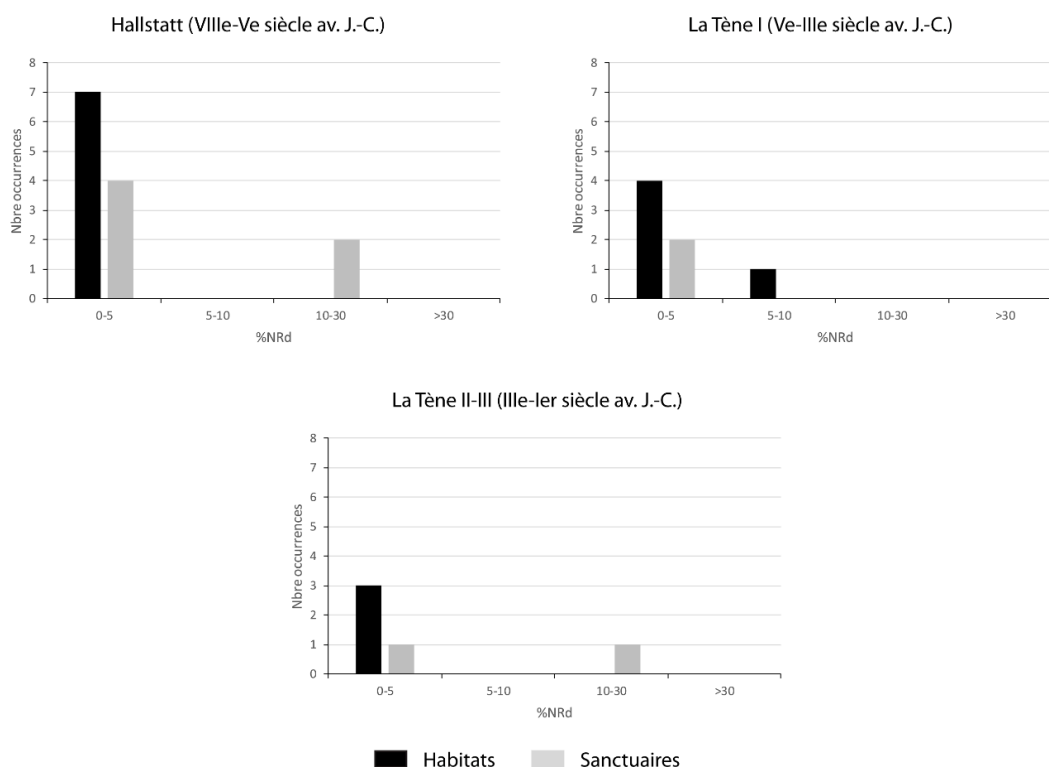 Hallstatt (VIIIe-Ve siècle av. J.-C.)
8
7
6
5
4
3
2
1
0
Nbre occurrences
0-5 5-10 10-30 >30
%NRd
La Tène I (Ve-IIIe siècle av. J.-C.)
8
7
6
5
4
3
2
1
0
Nbre occurrences
0-5 5-10 10-30 >30
%NRd
La Tène II-III (IIIe-Ier siècle av. J.-C.)
8
7
6
5
4
3
2
1
0
Nbre occurrences
0-5 5-10 10-30 >30
%NRd
Habitats Sanctuaires